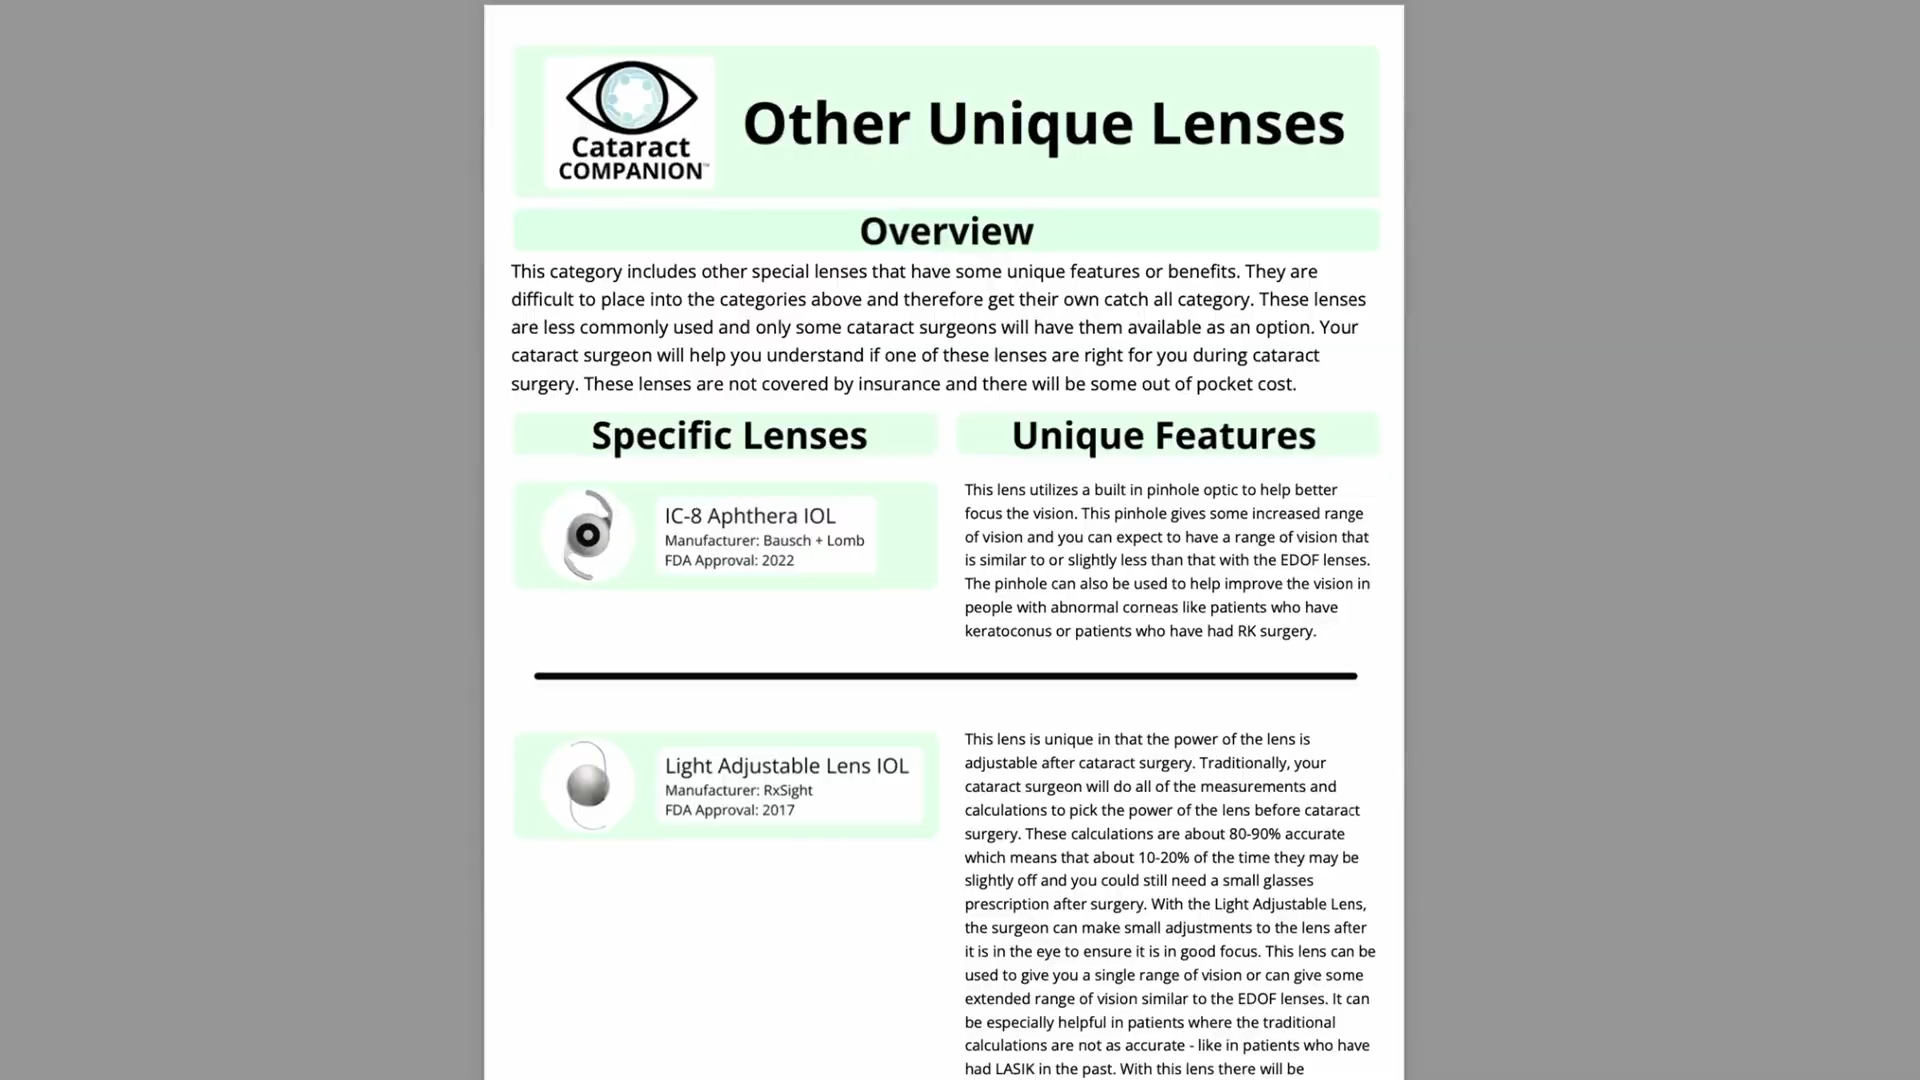 Cataract
COMPANION™
Other Unique Lenses
Overview
This category includes other special lenses that have some unique features or benefits. They are
difficult to place into the categories above and therefore get their own catch all category. These lenses
are less commonly used and only some cataract surgeons will have them available as an option. Your
cataract surgeon will help you understand if one of these lenses are right for you during cataract
surgery. These lenses are not covered by insurance and there will be some out of pocket cost.
Specific Lenses
Unique Features
IC-8 Aphthera IOL
Manufacturer: Bausch + Lomb
FDA Approval: 2022
This lens utilizes a built in pinhole optic to help better
focus the vision. This pinhole gives some increased range
of vision and you can expect to have a range of vision that
is similar to or slightly less than that with the EDOF lenses.
The pinhole can also be used to help improve the vision in
people with abnormal corneas like patients who have
keratoconus or patients who have had RK surgery.
Light Adjustable Lens IOL
Manufacturer: RxSight
FDA Approval: 2017
This lens is unique in that the power of the lens is
adjustable after cataract surgery. Traditionally, your
cataract surgeon will do all of the measurements and
calculations to pick the power of the lens before cataract
surgery. These calculations are about 80-90% accurate
which means that about 10-20% of the time they may be
slightly off and you could still need a small glasses
prescription after surgery. With the Light Adjustable Lens,
the surgeon can make small adjustments to the lens after
it is in the eye to ensure it is in good focus. This lens can be
used to give you a single range of vision or can give some
extended range of vision similar to the EDOF lenses. It can
be especially helpful in patients where the traditional
calculations are not as accurate - like in patients who have
had LASIK in the past. With this lens there will be